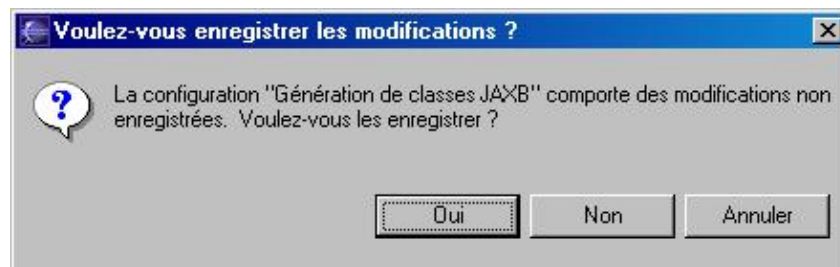 Voulez-vous enregistrer les modifications ?
La configuration "Génération de classes JAXB" comporte des modifications non
enregistrées. Voulez-vous les enregistrer ?
Oui Non Annuler